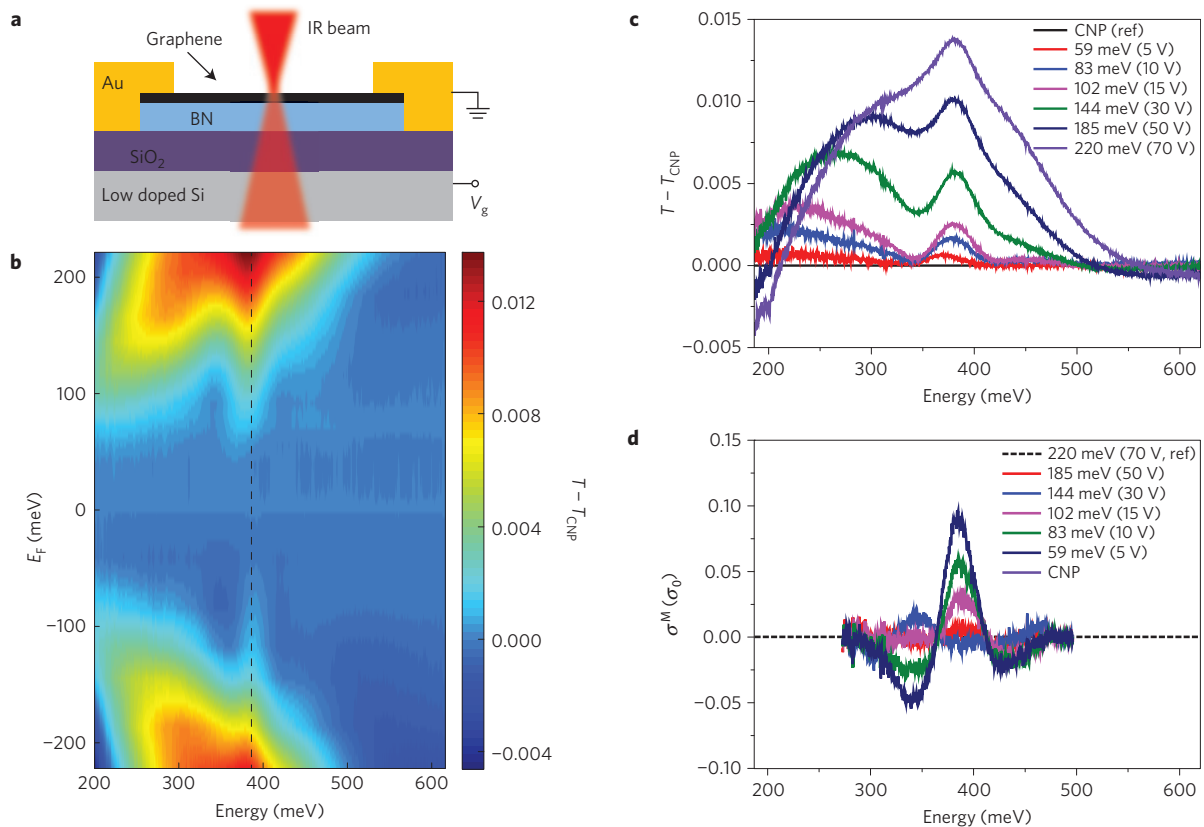 a
IR beam
Graphene
Au
BN
SiO2
Low doped Si
Vg
b
200
100
0
−100
−200
EF (meV)
200 300 400 500 600
Energy (meV)
0.012
0.008
0.004
0.000
−0.004
T − TCNP
c
0.015
0.010
0.005
0.000
−0.005
T − TCNP
CNP (ref)
59 meV (5 V)
83 meV (10 V)
102 meV (15 V)
144 meV (30 V)
185 meV (50 V)
220 meV (70 V)
200 300 400 500 600
Energy (meV)
d
0.15
0.10
0.05
0.00
−0.05
−0.10
σM (σ0)
220 meV (70 V, ref)
185 meV (50 V)
144 meV (30 V)
102 meV (15 V)
83 meV (10 V)
59 meV (5 V)
CNP
200 300 400 500 600
Energy (meV)